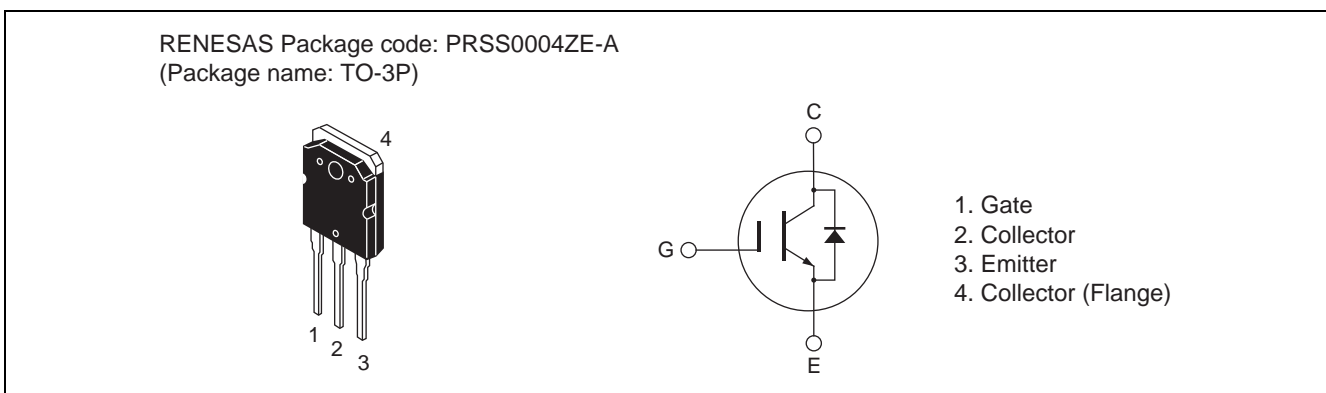 RENESAS Package code: PRSS0004ZE-A
(Package name: TO-3P)
4
1
2
3
C
G
E
1. Gate
2. Collector
3. Emitter
4. Collector (Flange)